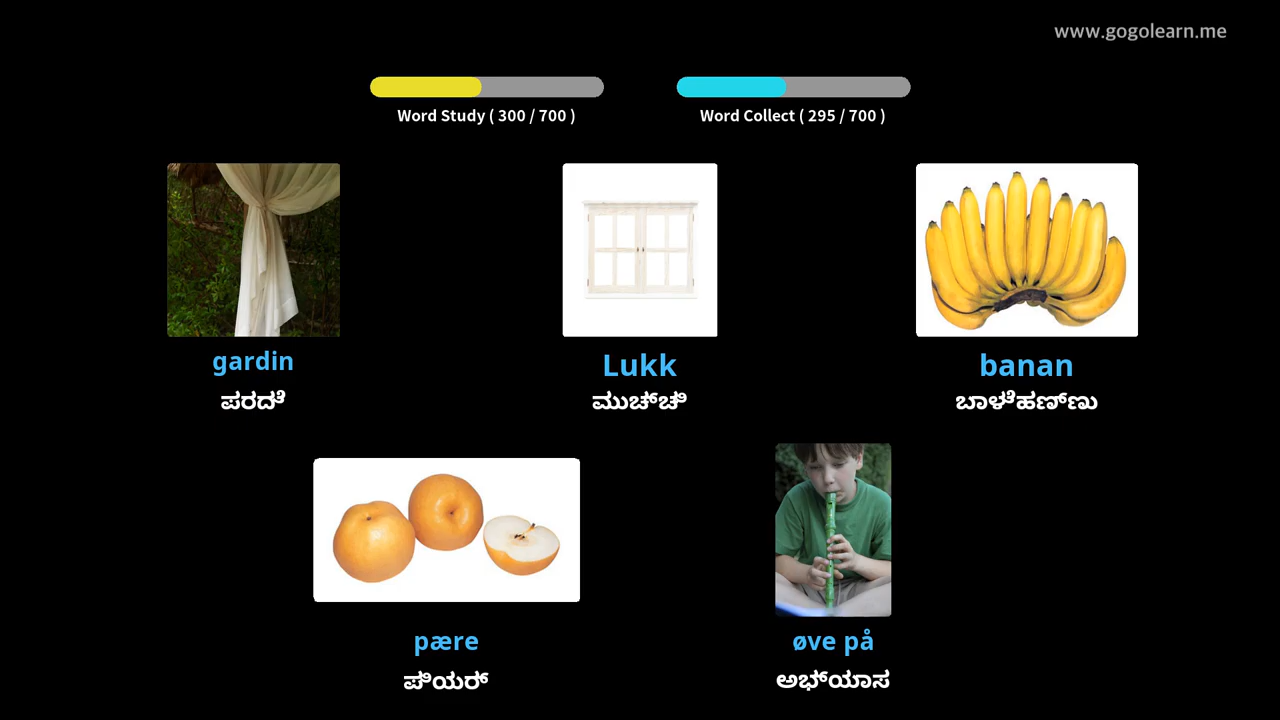 www.gogolearn.me
Word Study ( 300 / 700 )
Word Collect ( 295 / 700 )
gardin
ಪರದೆ
Lukk
ಮುಚ್ಚಿ
banan
ಬಾಳೆಹಣ್ಣು
pære
ಪಿಯರ್
øve på
ಅಭ್ಯಾಸ